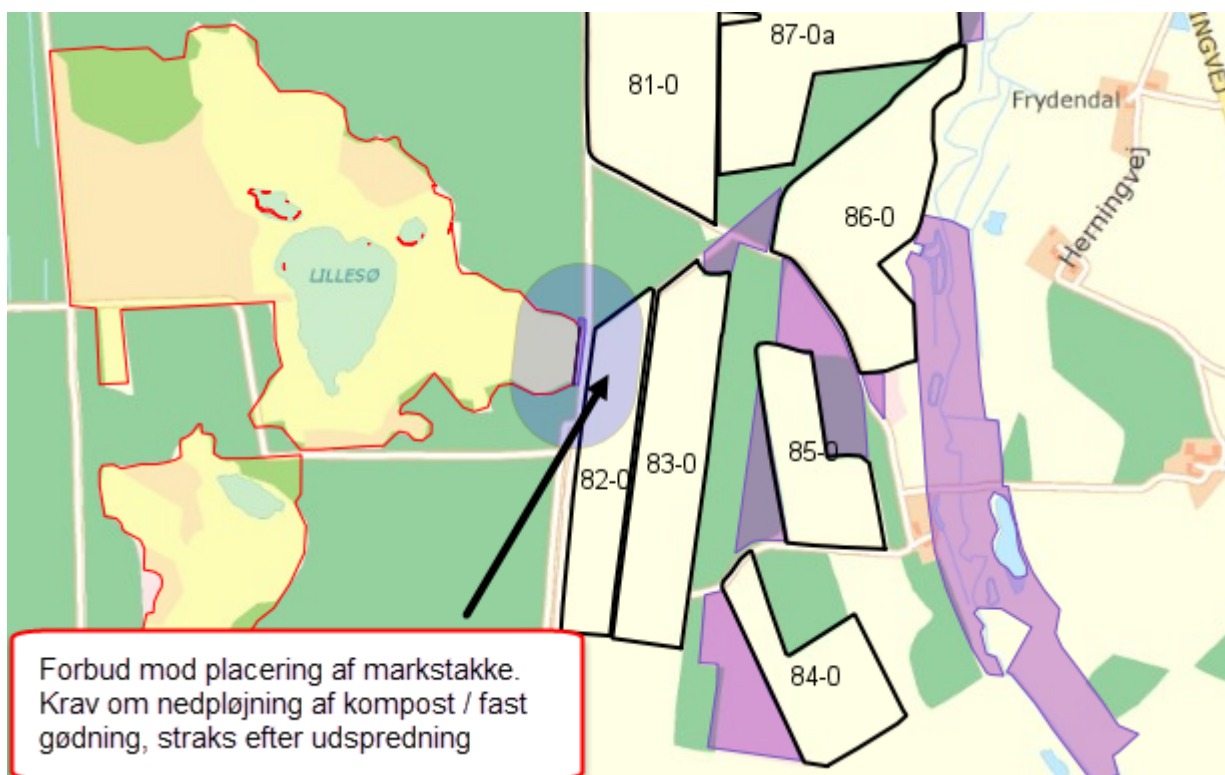 87-0a
INGVEJ
81-0
Frydendal
Herningvej
86-0
LILLESØ
82-0
83-0
85-0
84-0
Forbud mod placering af markstakke.
Krav om nedpløjning af kompost / fast
gødning, straks efter udspredning